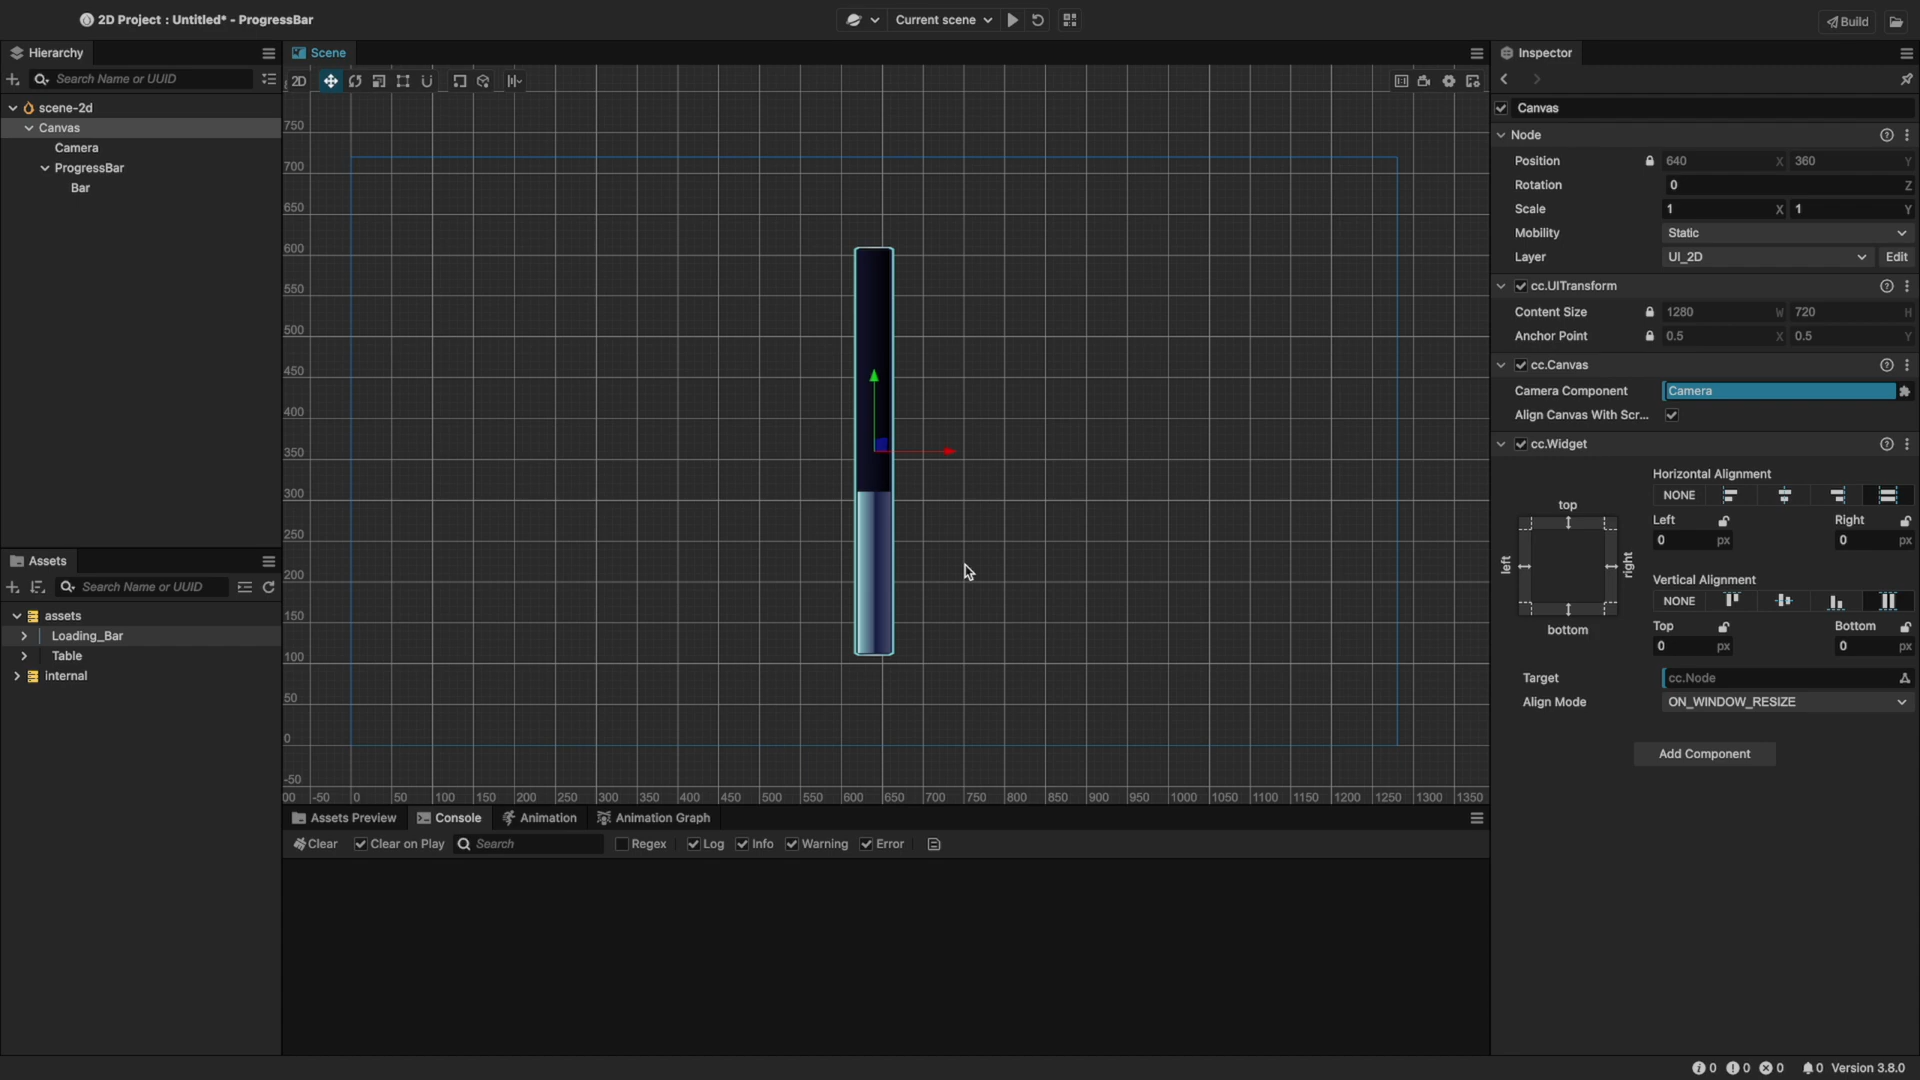 2D Project : Untitled* - ProgressBar
Current scene
Build
Hierarchy
Search Name or UUID
scene-2d
Canvas
Camera
ProgressBar
Bar
Assets
Search Name or UUID
assets
Loading_Bar
Table
internal
Scene
2D
750
700
650
600
550
500
450
400
350
300
250
200
150
100
50
0
-50
00 -50 0 50 100 150 200 250 300 350 400 450 500 550 600 650 700 750 800 850 900 950 1000 1050 1100 1150 1200 1250 1300 1350
Assets Preview Console Animation Animation Graph
Clear Clear on Play Search Regex Log Info Warning Error
Inspector
Canvas
Node
Position 640 X 360 Y
Rotation 0 Z
Scale 1 X 1 Y
Mobility Static
Layer UI_2D Edit
cc.UITransform
Content Size 1280 W 720 H
Anchor Point 0.5 X 0.5 Y
cc.Canvas
Camera Component Camera
Align Canvas With Scr...
cc.Widget
Horizontal Alignment
NONE
Left Right
0 px 0 px
top
left
right
bottom
Vertical Alignment
NONE
Top Bottom
0 px 0 px
Target cc.Node
Align Mode ON_WINDOW_RESIZE
Add Component
0 0 0 0 Version 3.8.0